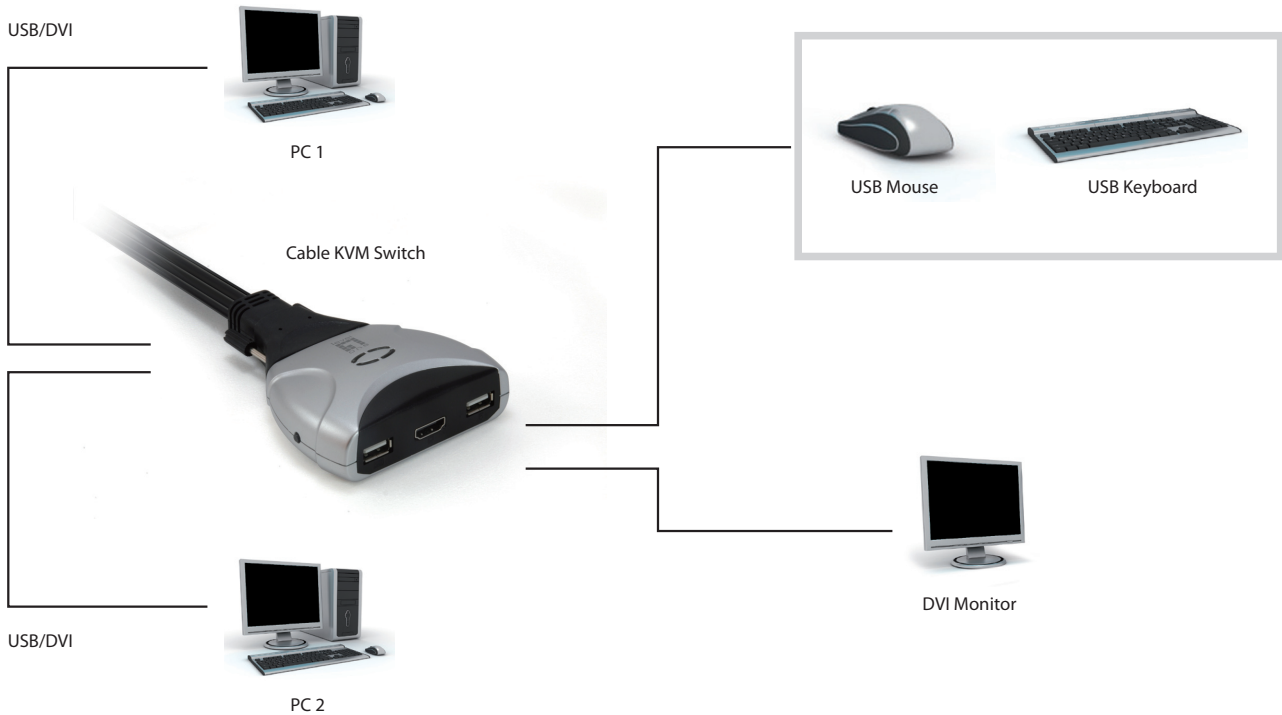 USB/DVI
PC 1
USB Mouse
USB Keyboard
Cable KVM Switch
DVI Monitor
USB/DVI
PC 2